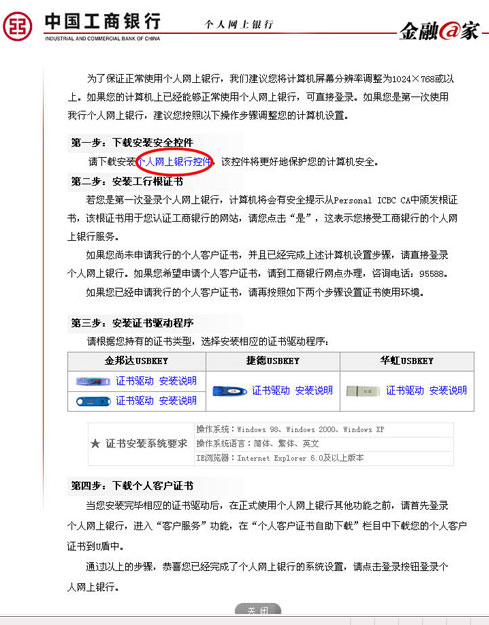 中国工商银行
INDUSTRIAL AND COMMERCIAL BANK OF CHINA
个人网上银行
金融@家
为了保证正常使用个人网上银行，我们建议您将计算机屏幕分辨率调整为1024×768或以
上。如果您的计算机上已经能够正常使用个人网上银行，可直接登录。如果您是第一次使用
我行个人网上银行，建议您按照以下操作步骤调整您的计算机设置。
第一步：下载安装安全控件
请下载安装个人网上银行控件，该控件将更好地保护您的计算机安全。
第二步：安装工行根证书
若您是第一次登录个人网上银行，计算机将会有安全提示从Personal ICBC CA中颁发根证
书，该根证书用于您认证工商银行的网站，请您点击“是”，这表示您接受工商银行的个人网
上银行服务。
如果您尚未申请我行的个人客户证书，并且已经完成上述计算机设置步骤，请直接登录
个人网上银行。如果您希望申请个人客户证书，请到工商银行网点办理，咨询电话：95588。
如果您已经申请我行的个人客户证书，请再按照如下两个步骤设置证书使用环境。
第三步：安装证书驱动程序
请根据您持有的证书类型，选择安装相应的证书驱动程序：
金邦达USBKEY 捷德USBKEY 华虹USBKEY
证书驱动 安装说明
证书驱动 安装说明 证书驱动 安装说明
证书驱动 安装说明
★ 证书安装系统要求
操作系统：Windows 98、Windows 2000、Windows XP
操作系统语言：简体、繁体、英文
IE浏览器：Internet Explorer 6.0及以上版本
第四步：下载个人客户证书
当您安装完毕相应的证书驱动后，在正式使用个人网上银行其他功能之前，请首先登录
个人网上银行，进入“客户服务”功能，在“个人客户证书自助下载”栏目中下载您的个人客户
证书到U盾中。
通过以上的步骤，恭喜您已经完成了个人网上银行的系统设置，请点击登录按钮登录个
人网上银行。
关闭